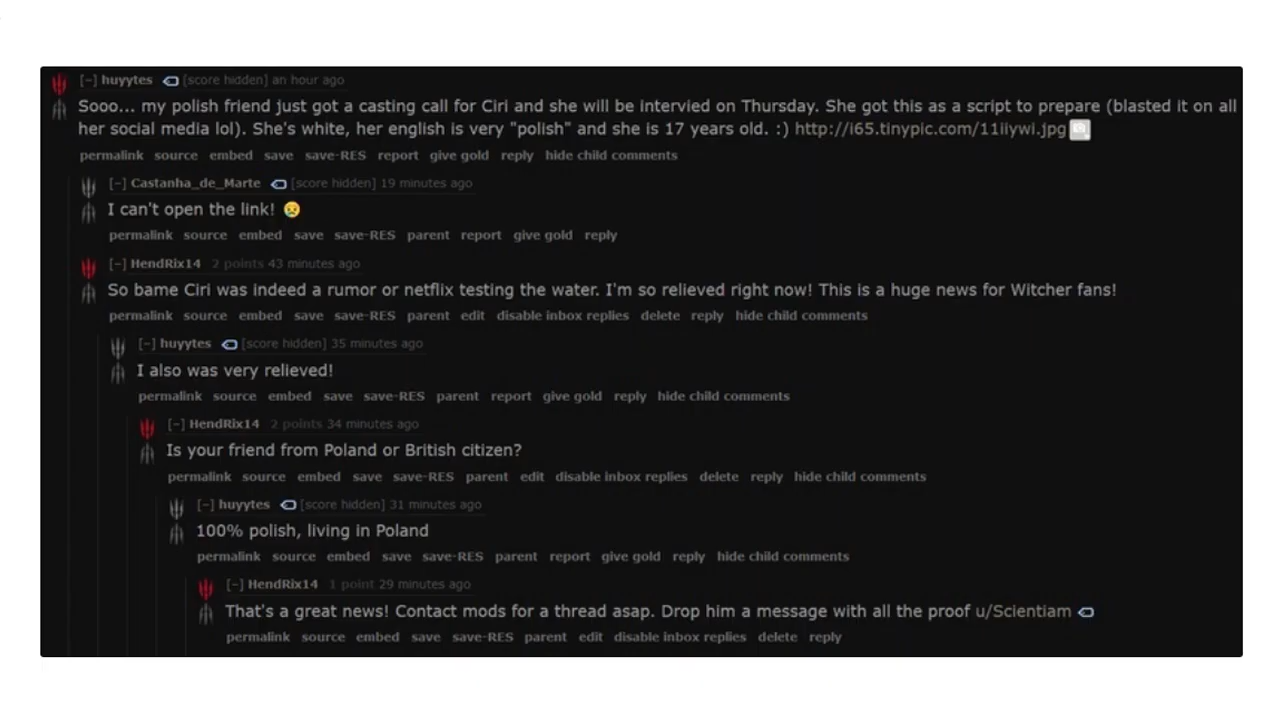 [-] huyytes [score hidden] an hour ago
Sooo... my polish friend just got a casting call for Ciri and she will be intervied on Thursday. She got this as a script to prepare (blasted it on all
her social media lol). She's white, her english is very "polish" and she is 17 years old. :) http://i65.tinypic.com/11iiywi.jpg
permalink source embed save save-RES report give gold reply hide child comments
[-] Castanha_de_Marte [score hidden] 19 minutes ago
I can't open the link! 😢
permalink source embed save save-RES parent report give gold reply
[-] HendRix14 2 points 43 minutes ago
So bame Ciri was indeed a rumor or netflix testing the water. I'm so relieved right now! This is a huge news for Witcher fans!
permalink source embed save save-RES parent edit disable inbox replies delete reply hide child comments
[-] huyytes [score hidden] 35 minutes ago
I also was very relieved!
permalink source embed save save-RES parent report give gold reply hide child comments
[-] HendRix14 2 points 34 minutes ago
Is your friend from Poland or British citizen?
permalink source embed save save-RES parent edit disable inbox replies delete reply hide child comments
[-] huyytes [score hidden] 31 minutes ago
100% polish, living in Poland
permalink source embed save save-RES parent report give gold reply hide child comments
[-] HendRix14 1 point 29 minutes ago
That's a great news! Contact mods for a thread asap. Drop him a message with all the proof u/Scientiam
permalink source embed save save-RES parent edit disable inbox replies delete reply